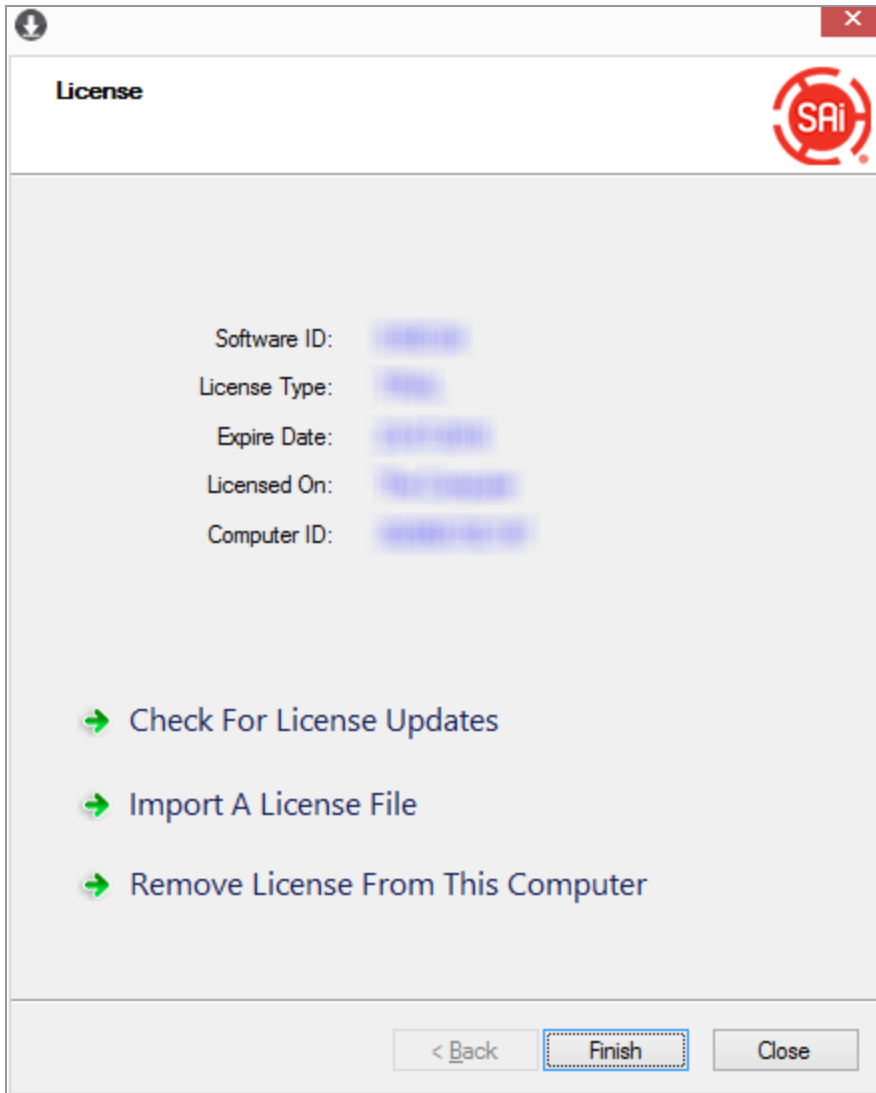 License
SAi
Software ID:
License Type:
Expire Date:
Licensed On:
Computer ID:
Check For License Updates
Import A License File
Remove License From This Computer
< Back
Finish
Close